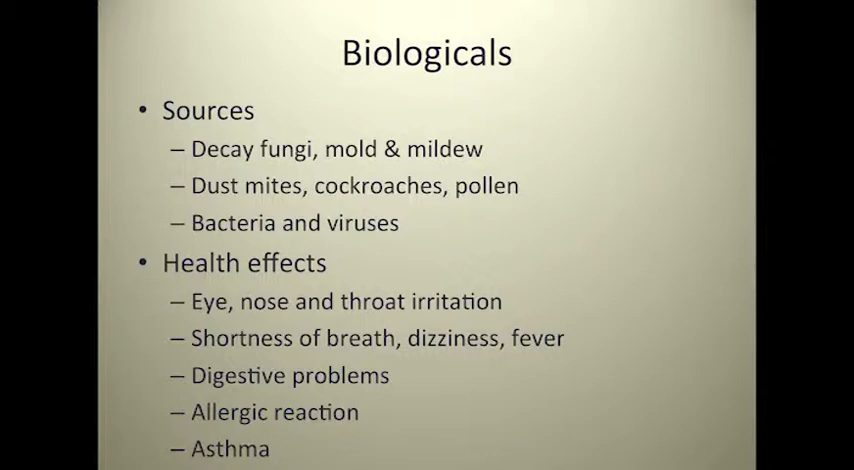 Biologicals
• Sources
– Decay fungi, mold & mildew
– Dust mites, cockroaches, pollen
– Bacteria and viruses
• Health effects
– Eye, nose and throat irritation
– Shortness of breath, dizziness, fever
– Digestive problems
– Allergic reaction
– Asthma